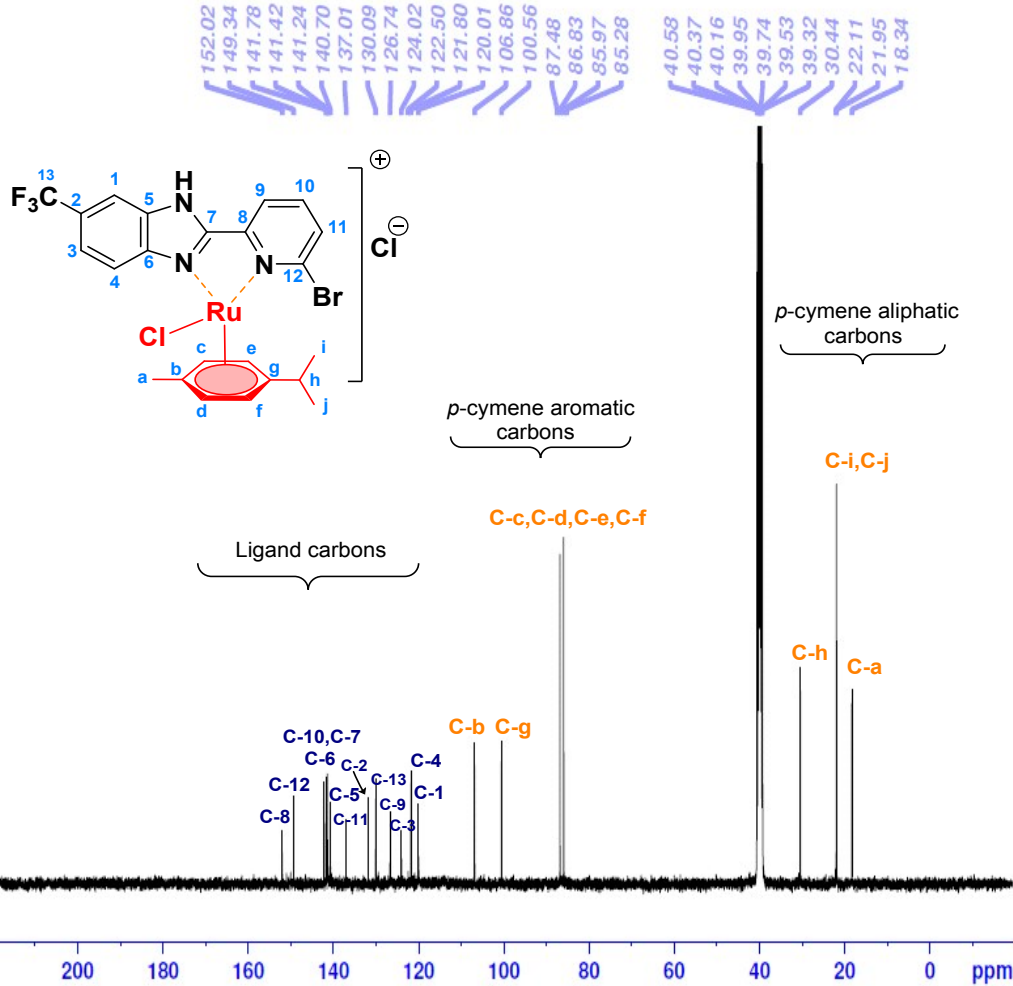 152.02
149.34
141.78
141.42
141.24
140.70
137.01
130.09
126.74
124.02
122.50
121.80
120.01
106.86
100.56
87.48
86.83
85.97
85.28
40.58
40.37
40.16
39.95
39.74
39.53
39.32
30.44
22.11
21.95
18.34
13
F3C
1
2
3
4
5
6
H
N
N
7
8
9
10
11
12
N
Br
⊕
Cl⊖
Ru
Cl
a
b
c
d
e
f
g
h
i
j
p-cymene aliphatic
carbons
p-cymene aromatic
carbons
Ligand carbons
C-i,C-j
C-c,C-d,C-e,C-f
C-h
C-a
C-b
C-g
C-10,C-7
C-6
C-2
C-13
C-4
C-12
C-5
C-9
C-1
C-8
C-11
C-3
200
180
160
140
120
100
80
60
40
20
0
ppm